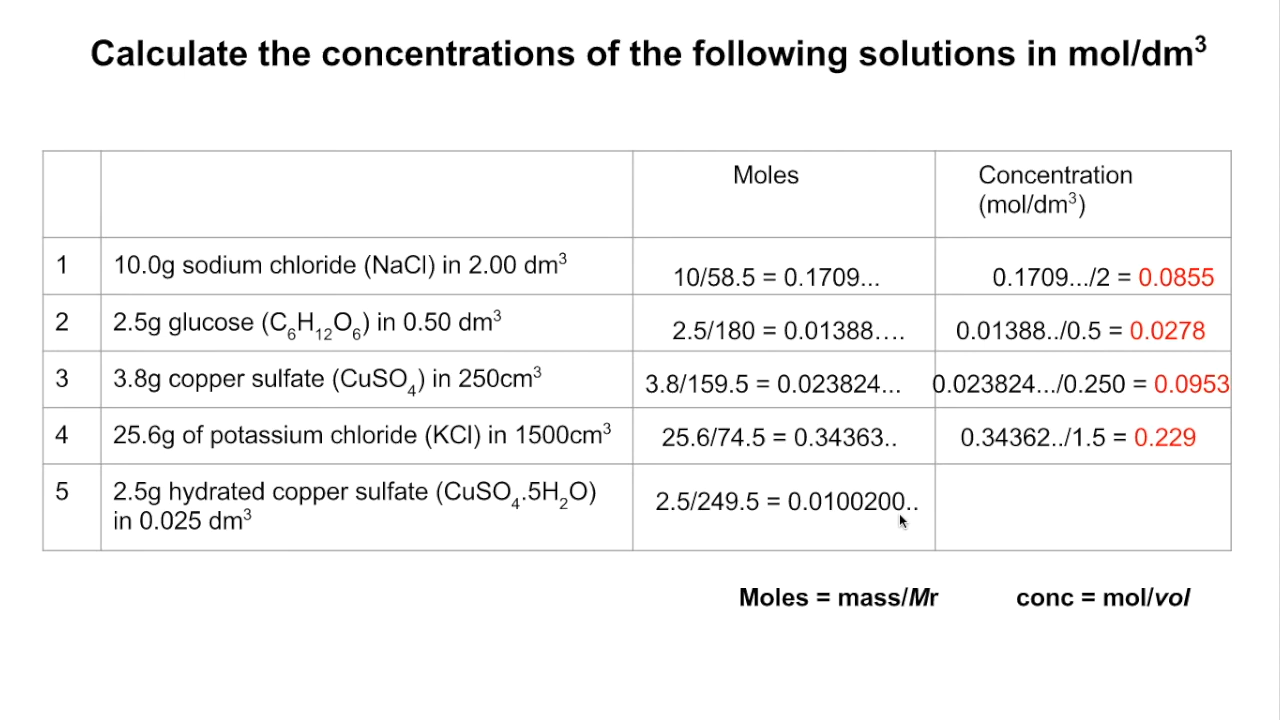 Calculate the concentrations of the following solutions in mol/dm³
Moles
Concentration
(mol/dm³)
1
10.0g sodium chloride (NaCl) in 2.00 dm³
10/58.5 = 0.1709...
0.1709.../2 = 0.0855
2
2.5g glucose (C₆H₁₂O₆) in 0.50 dm³
2.5/180 = 0.01388....
0.01388../0.5 = 0.0278
3
3.8g copper sulfate (CuSO₄) in 250cm³
3.8/159.5 = 0.023824...
0.023824.../0.250 = 0.0953
4
25.6g of potassium chloride (KCl) in 1500cm³
25.6/74.5 = 0.34363..
0.34362../1.5 = 0.229
5
2.5g hydrated copper sulfate (CuSO₄.5H₂O)
in 0.025 dm³
2.5/249.5 = 0.0100200..
Moles = mass/Mr
conc = mol/vol